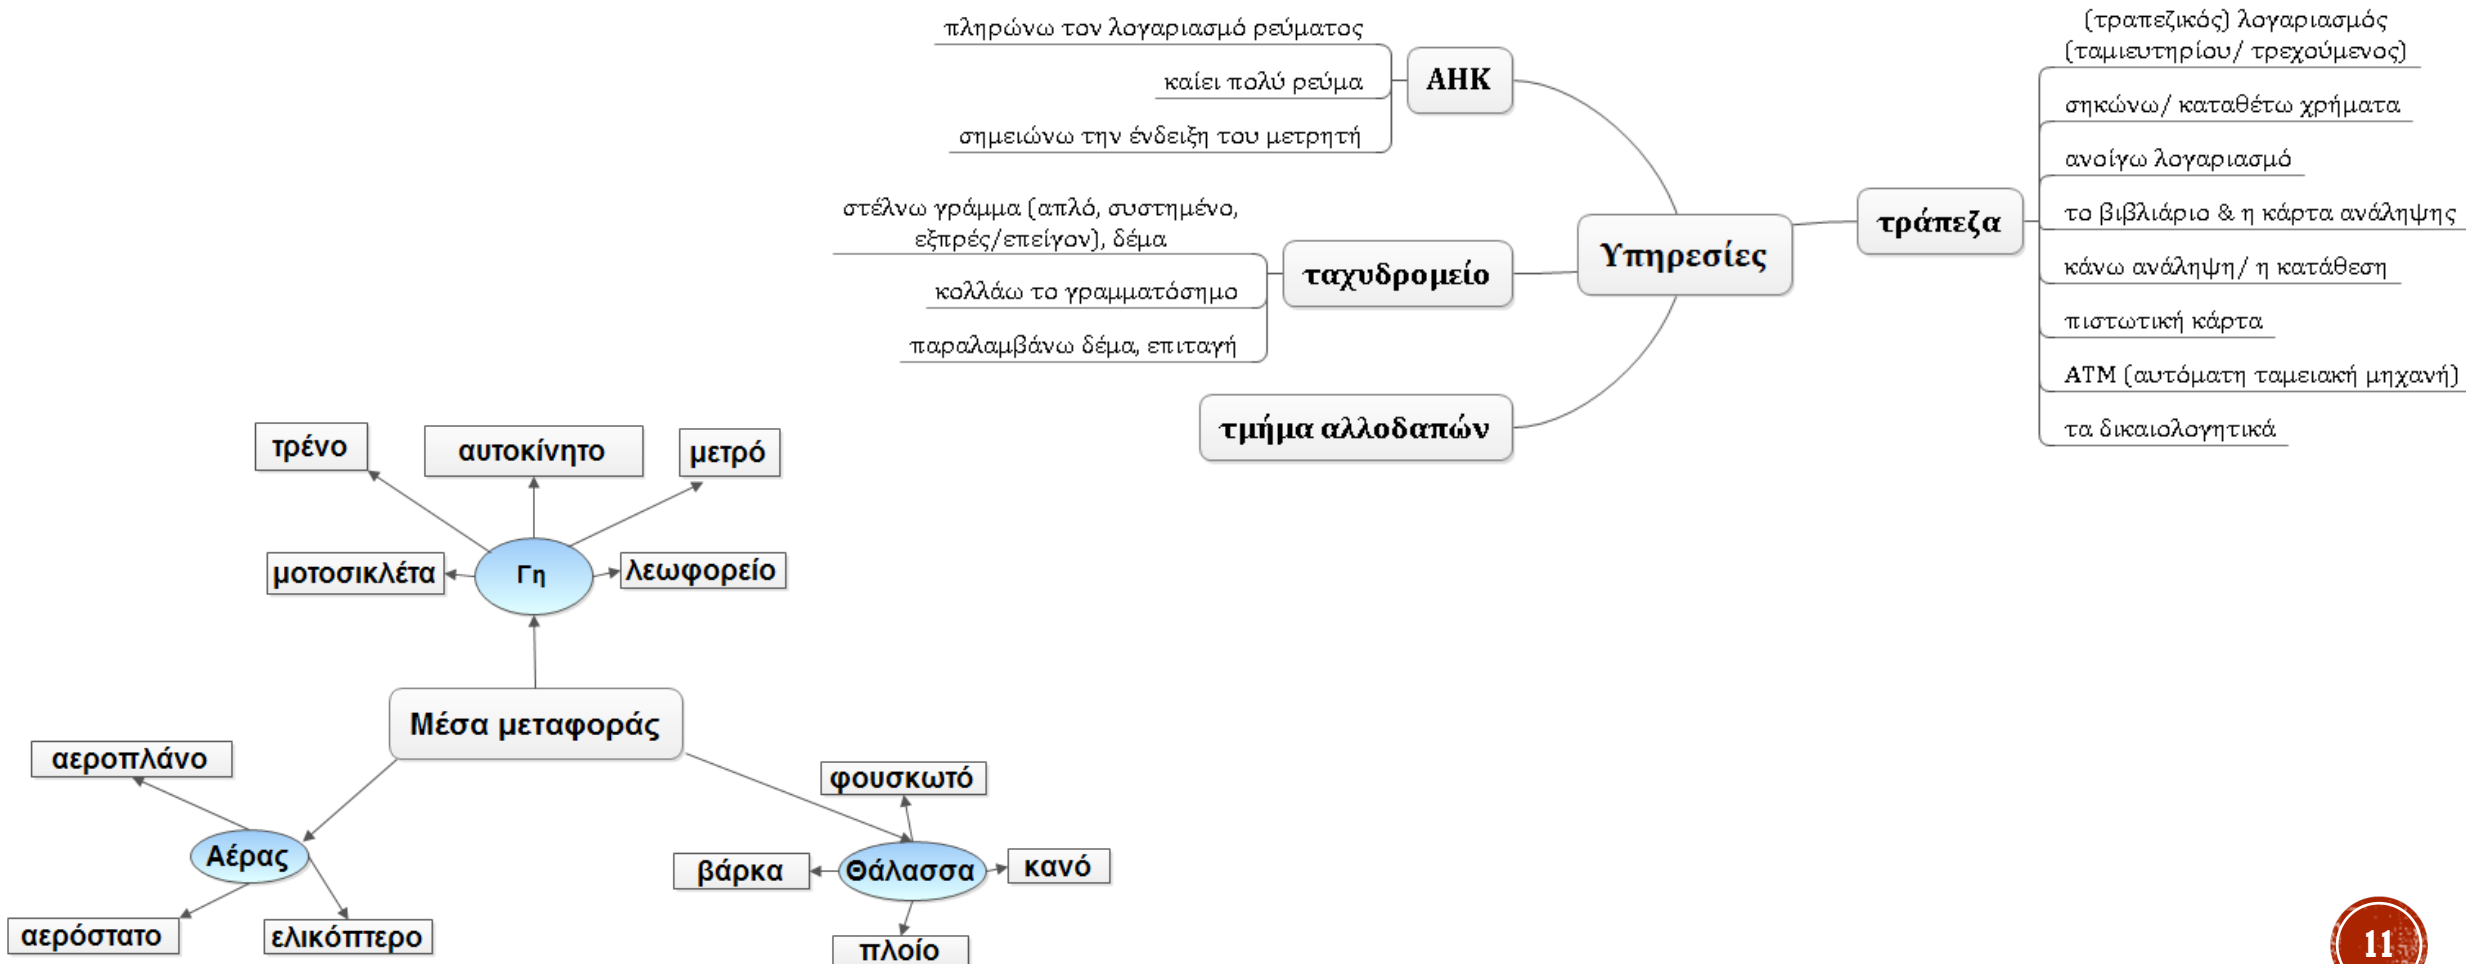 πληρώνω τον λογαριασμό ρεύματος
καίει πολύ ρεύμα
σημειώνω την ένδειξη του μετρητή
ΑΗΚ
στέλνω γράμμα (απλό, συστημένο,
εξπρές/επείγον), δέμα
κολλάω το γραμματόσημο
παραλαμβάνω δέμα, επιταγή
ταχυδρομείο
τμήμα αλλοδαπών
Υπηρεσίες
τράπεζα
(τραπεζικός) λογαριασμός
(ταμιευτηρίου/ τρεχούμενος)
σηκώνω/ καταθέτω χρήματα
ανοίγω λογαριασμό
το βιβλιάριο & η κάρτα ανάληψης
κάνω ανάληψη/ η κατάθεση
πιστωτική κάρτα
ΑΤΜ (αυτόματη ταμειακή μηχανή)
τα δικαιολογητικά
τρένο
αυτοκίνητο
μετρό
μοτοσικλέτα
Γη
λεωφορείο
Μέσα μεταφοράς
αεροπλάνο
Αέρας
αερόστατο
ελικόπτερο
φουσκωτό
βάρκα
Θάλασσα
κανό
πλοίο
11